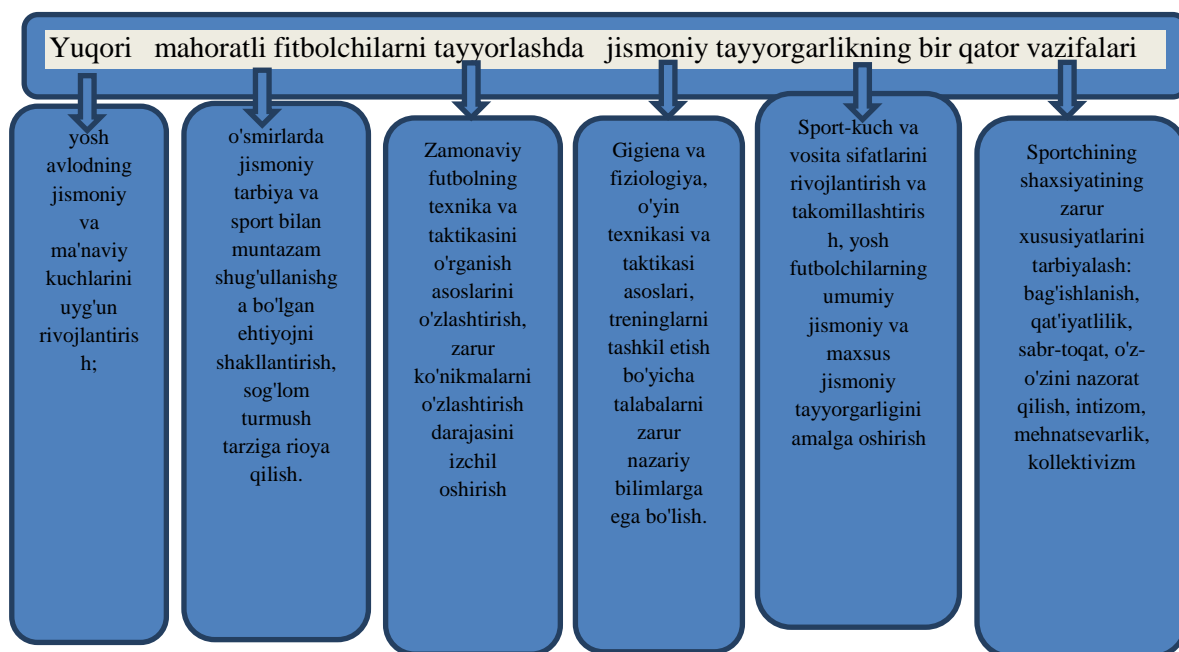 Yuqori mahoratli fitbolchilarni tayyorlashda jismoniy tayyorgarlikning bir qator vazifalari
yosh
avlodning
jismoniy
va
ma'naviy
kuchlarini
uyg'un
rivojlantiris
h;
o'smirlarda
jismoniy
tarbiya va
sport bilan
muntazam
shug'ullanishg
a bo'lgan
ehtiyojni
shakllantirish,
sog'lom
turmush
tarziga rioya
qilish.
Zamonaviy
futbolning
texnika va
taktikasini
o'rganish
asoslarini
o'zlashtirish,
zarur
ko'nikmalarni
o'zlashtirish
darajasini
izchil
oshirish
Gigiena va
fiziologiya,
o'yin
texnikasi va
taktikasi
asoslari,
treninglarni
tashkil etish
bo'yicha
talabalarni
zarur
nazariy
bilimlarga
ega bo'lish.
Sport-kuch va
vosita sifatlarini
rivojlantirish va
takomillashtiris
h, yosh
futbolchilarning
umumiy
jismoniy va
maxsus
jismoniy
tayyorgarligini
amalga oshirish
Sportchining
shaxsiyatining
zarur
xususiyatlarini
tarbiyalash:
bag'ishlanish,
qat'iyatlilik,
sabr-toqat, o'z-
o'zini nazorat
qilish, intizom,
mehnatsevarlik,
kollektivizm